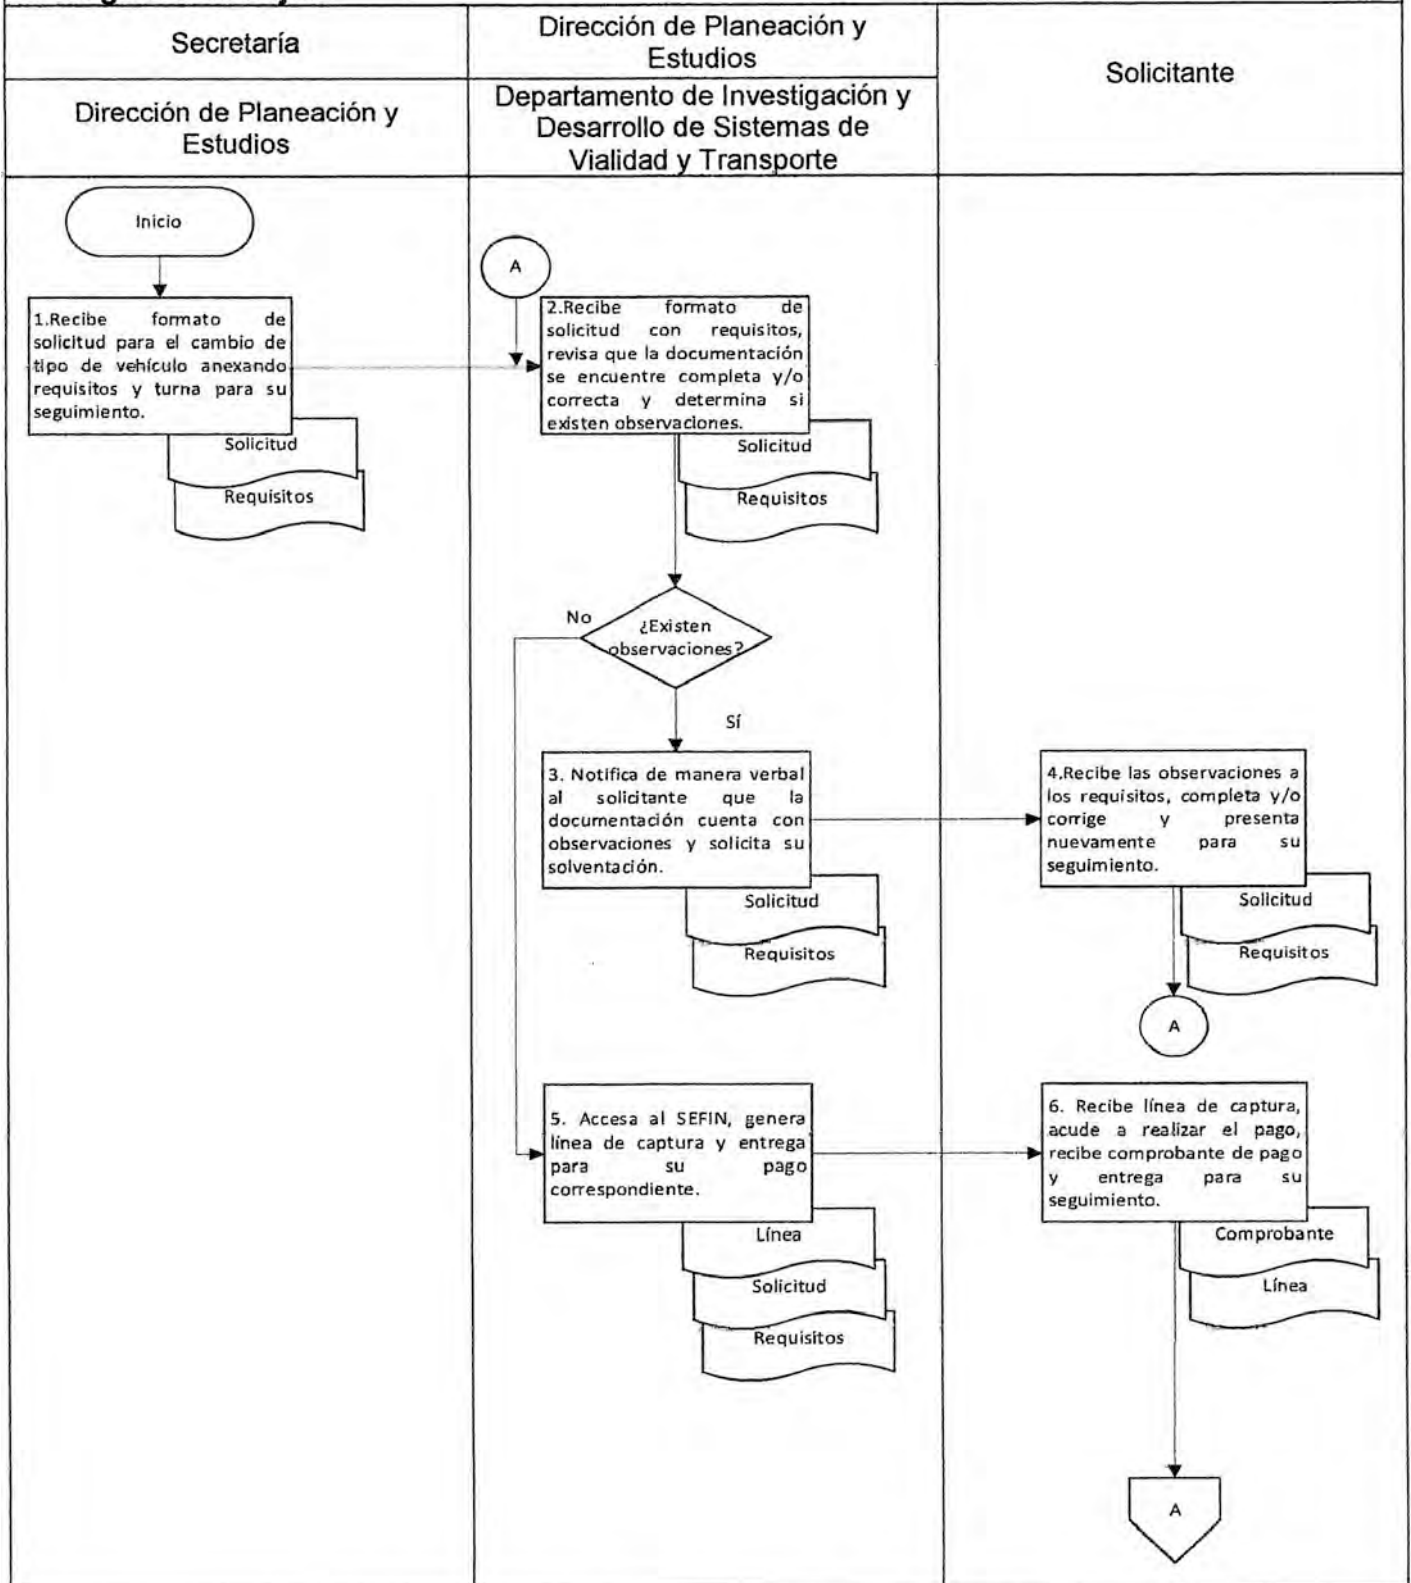 Secretaría
Dirección de Planeación y
Estudios
Solicitante
Dirección de Planeación y
Estudios
Departamento de Investigación y
Desarrollo de Sistemas de
Vialidad y Transporte
Inicio
A
1.Recibe formato de
solicitud para el cambio de
tipo de vehículo anexando
requisitos y turna para su
seguimiento.
Solicitud
Requisitos
2.Recibe formato de
solicitud con requisitos,
revisa que la documentación
se encuentre completa y/o
correcta y determina si
existen observaciones.
Solicitud
Requisitos
No
¿Existen
observaciones?
Sí
3. Notifica de manera verbal
al solicitante que la
documentación cuenta con
observaciones y solicita su
solventación.
Solicitud
Requisitos
4.Recibe las observaciones a
los requisitos, completa y/o
corrige y presenta
nuevamente para su
seguimiento.
Solicitud
Requisitos
A
5. Accesa al SEFIN, genera
línea de captura y entrega
para su pago
correspondiente.
Línea
Solicitud
Requisitos
6. Recibe línea de captura,
acude a realizar el pago,
recibe comprobante de pago
y entrega para su
seguimiento.
Comprobante
Línea
A